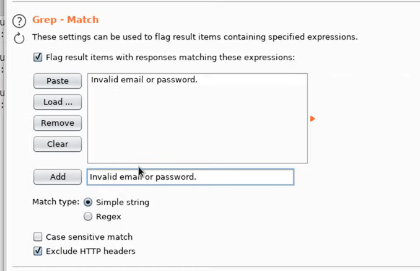 Grep - Match
These settings can be used to flag result items containing specified expressions.
Flag result items with responses matching these expressions:
Paste
Invalid email or password.
Load ...
Remove
Clear
Add
Invalid email or password.
Match type:
Simple string
Regex
Case sensitive match
Exclude HTTP headers